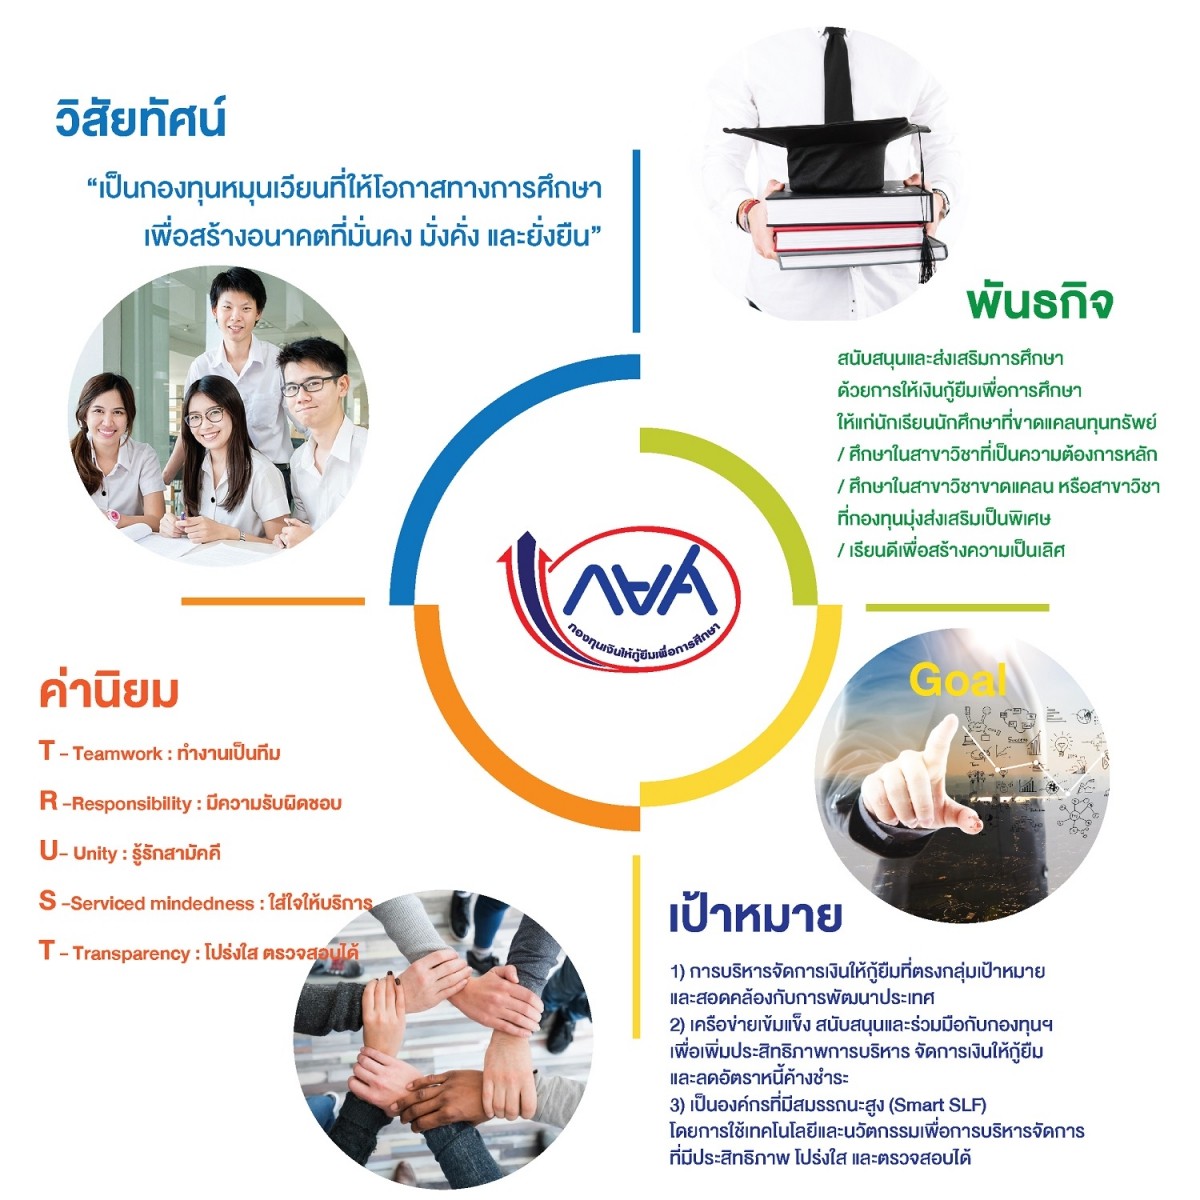 วิสัยทัศน์
“เป็นกองทุนหมุนเวียนที่ให้โอกาสทางการศึกษา
เพื่อสร้างอนาคตที่มั่นคง มั่งคั่ง และยั่งยืน”
พันธกิจ
สนับสนุนและส่งเสริมการศึกษา
ด้วยการให้เงินกู้ยืมเพื่อการศึกษา
ให้แก่นักเรียนนักศึกษาที่ขาดแคลนทุนทรัพย์
/ ศึกษาในสาขาวิชาที่เป็นความต้องการหลัก
/ ศึกษาในสาขาวิชาขาดแคลน หรือสาขาวิชา
ที่กองทุนมุ่งส่งเสริมเป็นพิเศษ
/ เรียนดีเพื่อสร้างความเป็นเลิศ
กยศ
กองทุนเงินให้กู้ยืมเพื่อการศึกษา
ค่านิยม
T - Teamwork : ทำงานเป็นทีม
R -Responsibility : มีความรับผิดชอบ
U- Unity : รู้รักสามัคคี
S -Serviced mindedness : ใส่ใจให้บริการ
T - Transparency : โปร่งใส ตรวจสอบได้
Goal
เป้าหมาย
1) การบริหารจัดการเงินให้กู้ยืมที่ตรงกลุ่มเป้าหมาย
และสอดคล้องกับการพัฒนาประเทศ
2) เครือข่ายเข้มแข็ง สนับสนุนและร่วมมือกับกองทุนฯ
เพื่อเพิ่มประสิทธิภาพการบริหาร จัดการเงินให้กู้ยืม
และลดอัตราหนี้ค้างชำระ
3) เป็นองค์กรที่มีสมรรถนะสูง (Smart SLF)
โดยการใช้เทคโนโลยีและนวัตกรรมเพื่อการบริหารจัดการ
ที่มีประสิทธิภาพ โปร่งใส และตรวจสอบได้